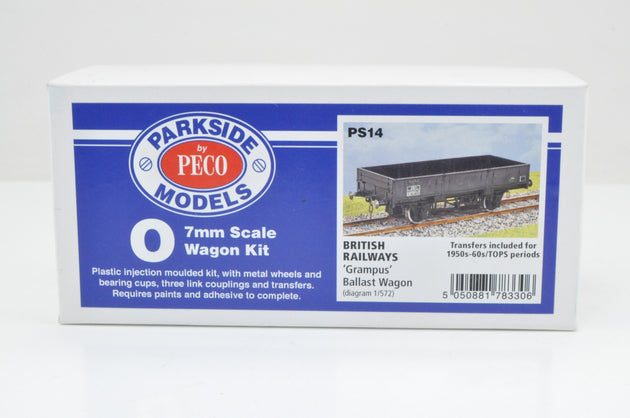 PARKSIDE
by
PECO
MODELS
O
7mm Scale
Wagon Kit
Plastic injection moulded kit, with metal wheels and
bearing cups, three link couplings and transfers.
Requires paints and adhesive to complete.
PS14
BRITISH
RAILWAYS
'Grampus'
Ballast Wagon
(diagram 1/572)
Transfers included for
1950s-60s/TOPS periods
5 050881 783306